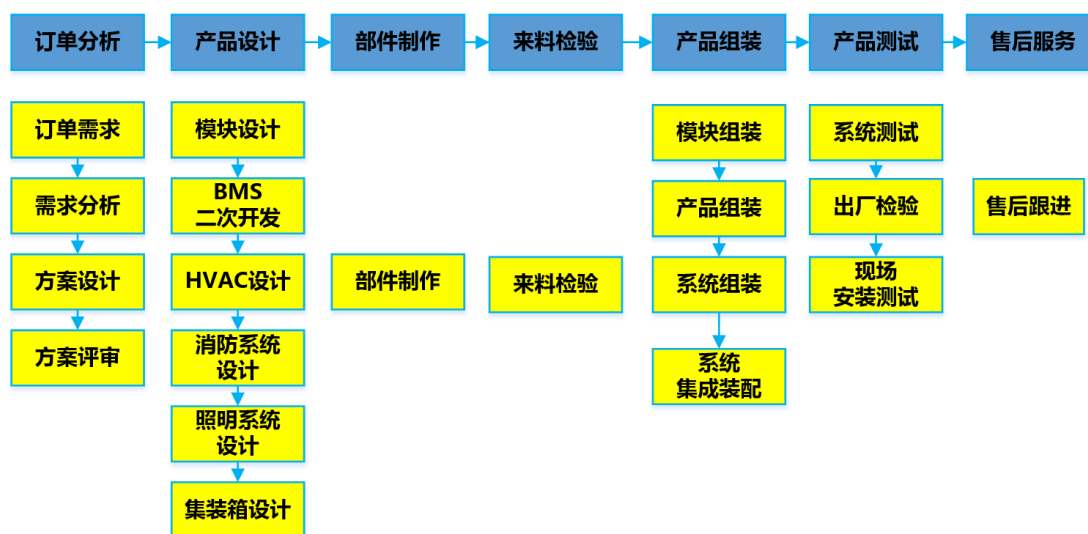 订单分析
产品设计
部件制作
来料检验
产品组装
产品测试
售后服务
订单需求
需求分析
方案设计
方案评审
模块设计
BMS
二次开发
HVAC设计
消防系统
设计
照明系统
设计
集装箱设计
部件制作
来料检验
模块组装
产品组装
系统组装
系统
集成装配
系统测试
出厂检验
现场
安装测试
售后跟进